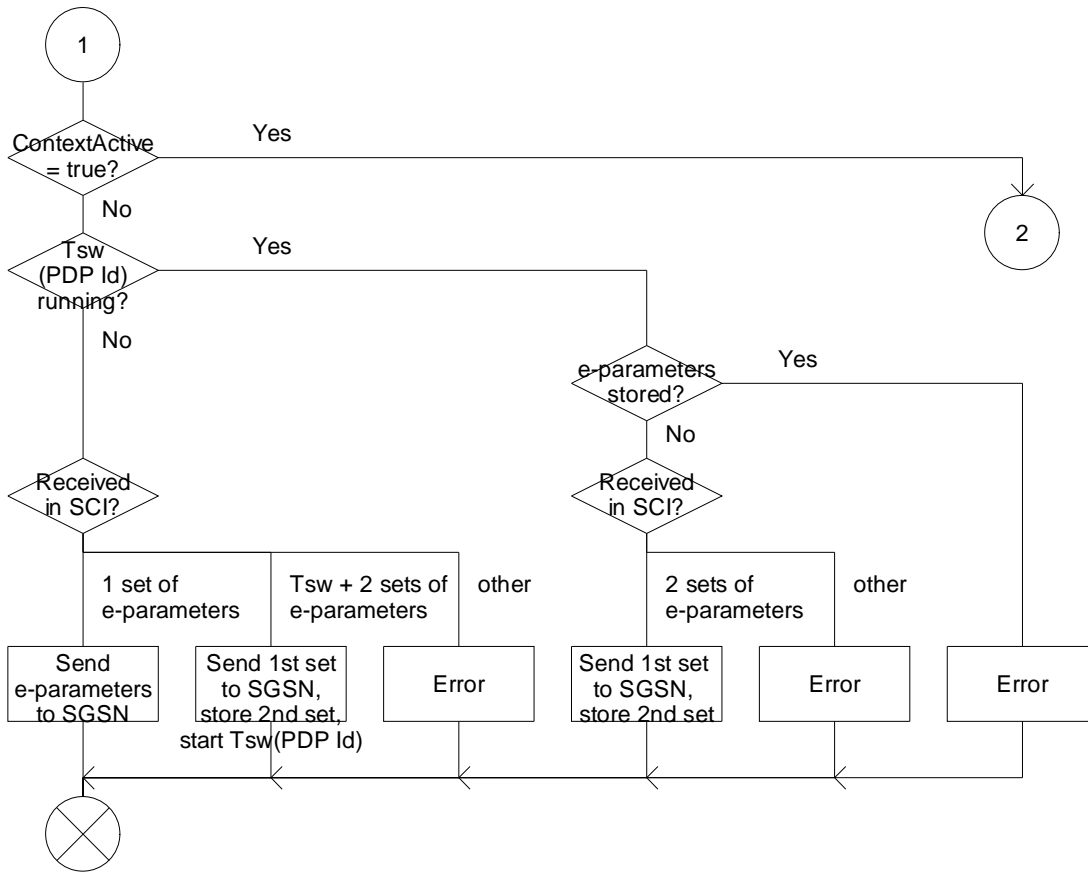 1
ContextActive
= true?
Yes
No
2
Tsw
(PDP Id)
running?
Yes
No
e-parameters
stored?
Yes
No
Received
in SCI?
Received
in SCI?
1 set of
e-parameters
Tsw + 2 sets of
e-parameters
other
2 sets of
e-parameters
other
Send
e-parameters
to SGSN
Send 1st set
to SGSN,
store 2nd set,
start Tsw(PDP Id)
Error
Send 1st set
to SGSN,
store 2nd set
Error
Error